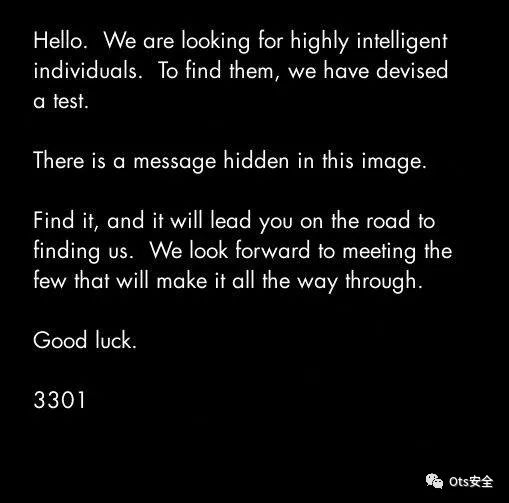 Hello.  We are looking for highly intelligent
individuals.  To find them, we have devised
a test.
There is a message hidden in this image.
Find it, and it will lead you on the road to
finding us.  We look forward to meeting the
few that will make it all the way through.
Good luck.
3301
Ots安全